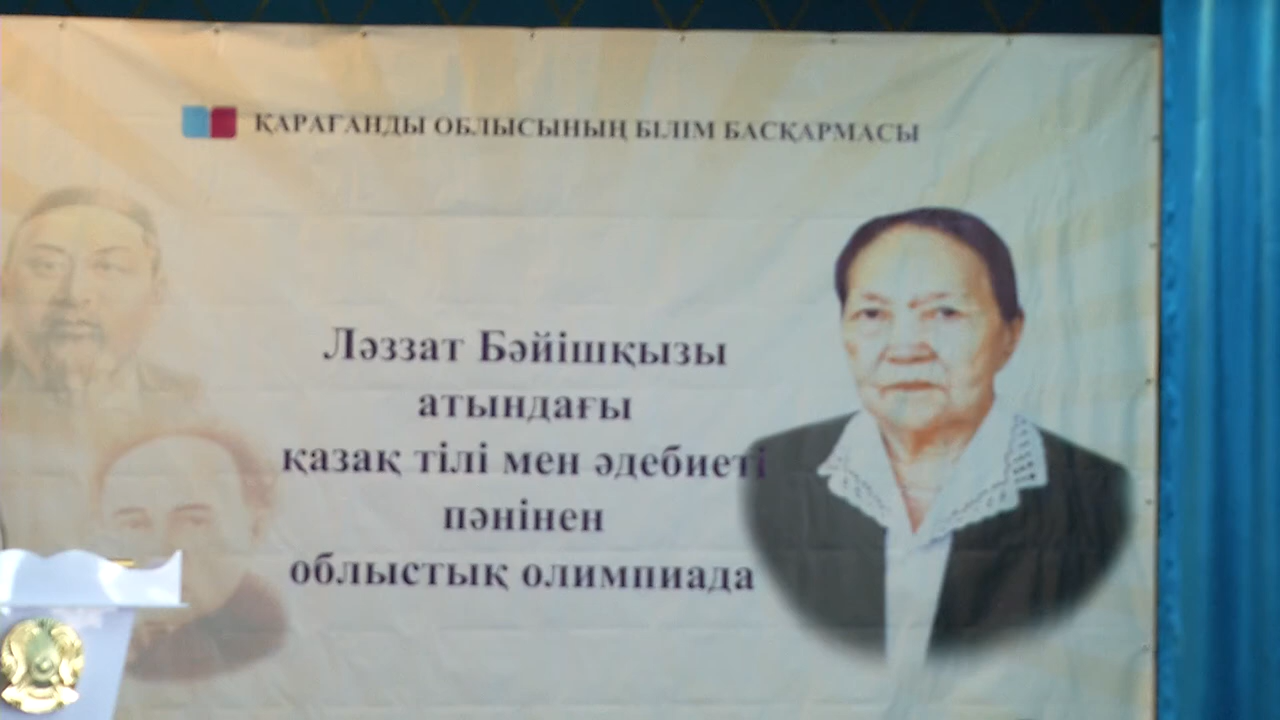 ҚАРАҒАНДЫ ОБЛЫСЫНЫҢ БІЛІМ БАСҚАРМАСЫ
Ләззат Бәйішқызы
атындағы
қазақ тілі мен әдебиеті
пәнінен
облыстық олимпиада